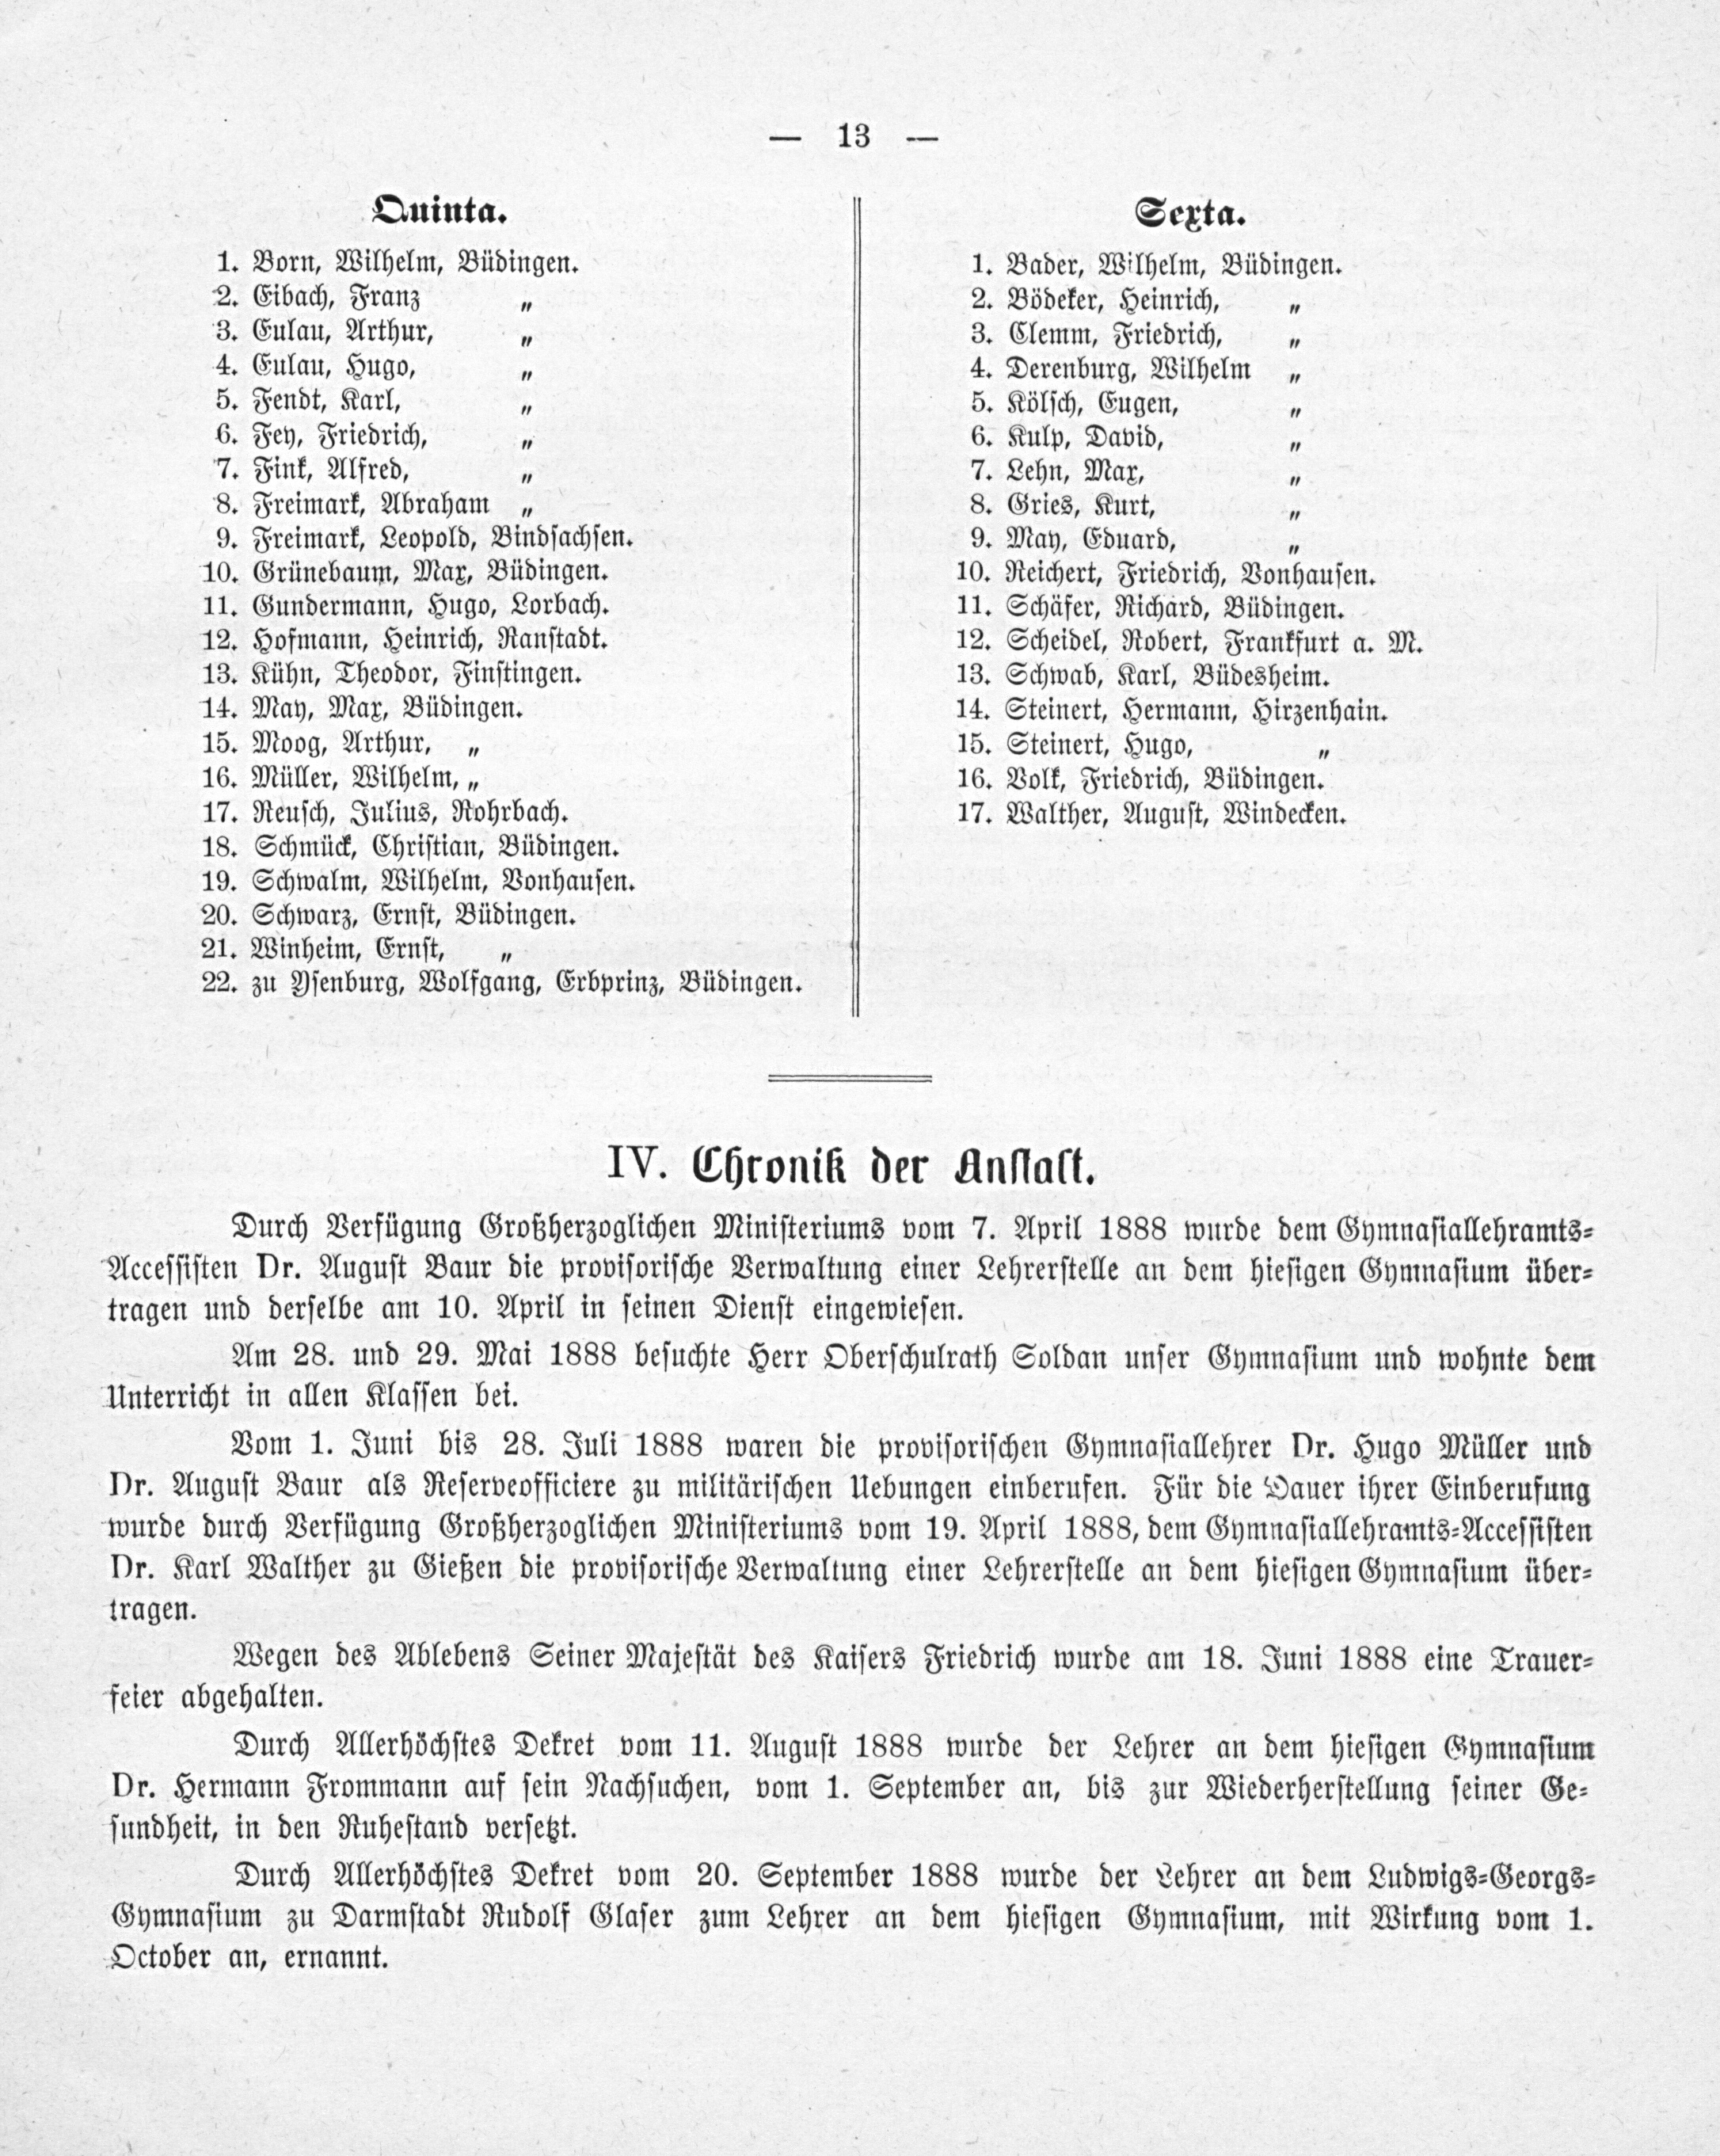 — 13 —
Quinta.
1. Born, Wilhelm, Büdingen.
2. Eibach, Franz „
3. Eulau, Arthur, „
4. Eulau, Hugo, „
5. Fendt, Karl, „
6. Fey, Friedrich, „
7. Fink, Alfred, „
8. Freimark, Abraham „
9. Freimark, Leopold, Bindsachsen.
10. Grünebaum, Max, Büdingen.
11. Gundermann, Hugo, Lorbach.
12. Hofmann, Heinrich, Ranstadt.
13. Kühn, Theodor, Finstingen.
14. May, Max, Büdingen.
15. Moog, Arthur, „
16. Müller, Wilhelm, „
17. Reusch, Julius, Rohrbach.
18. Schmück, Christian, Büdingen.
19. Schwalm, Wilhelm, Vonhausen.
20. Schwarz, Ernst, Büdingen.
21. Winheim, Ernst, „
22. zu Ysenburg, Wolfgang, Erbprinz, Büdingen.
Sexta.
1. Bader, Wilhelm, Büdingen.
2. Bödeker, Heinrich, „
3. Clemm, Friedrich, „
4. Derenburg, Wilhelm „
5. Kölsch, Eugen, „
6. Kulp, David, „
7. Lehn, Max, „
8. Gries, Kurt, „
9. May, Eduard, „
10. Reichert, Friedrich, Vonhausen.
11. Schäfer, Richard, Büdingen.
12. Scheidel, Robert, Frankfurt a. M.
13. Schwab, Karl, Büdesheim.
14. Steinert, Hermann, Hirzenhain.
15. Steinert, Hugo, „
16. Volk, Friedrich, Büdingen.
17. Walther, August, Windecken.
IV. Chronik der Anstalt.
Durch Verfügung Großherzoglichen Ministeriums vom 7. April 1888 wurde dem Gymnasiallehramts-
Accessisten Dr. August Baur die provisorische Verwaltung einer Lehrerstelle an dem hiesigen Gymnasium über-
tragen und derselbe am 10. April in seinen Dienst eingewiesen.
Am 28. und 29. Mai 1888 besuchte Herr Oberschulrath Soldan unser Gymnasium und wohnte dem
Unterricht in allen Klassen bei.
Vom 1. Juni bis 28. Juli 1888 waren die provisorischen Gymnasiallehrer Dr. Hugo Müller und
Dr. August Baur als Reserveofficiere zu militärischen Uebungen einberufen. Für die Dauer ihrer Einberufung
wurde durch Verfügung Großherzoglichen Ministeriums vom 19. April 1888, dem Gymnasiallehramts-Accessisten
Dr. Karl Walther zu Gießen die provisorische Verwaltung einer Lehrerstelle an dem hiesigen Gymnasium über-
tragen.
Wegen des Ablebens Seiner Majestät des Kaisers Friedrich wurde am 18. Juni 1888 eine Trauer-
feier abgehalten.
Durch Allerhöchstes Dekret vom 11. August 1888 wurde der Lehrer an dem hiesigen Gymnasium
Dr. Hermann Frommann auf sein Nachsuchen, vom 1. September an, bis zur Wiederherstellung seiner Ge-
sundheit, in den Ruhestand versetzt.
Durch Allerhöchstes Dekret vom 20. September 1888 wurde der Lehrer an dem Ludwigs-Georgs-
Gymnasium zu Darmstadt Rudolf Glaser zum Lehrer an dem hiesigen Gymnasium, mit Wirkung vom 1.
October an, ernannt.